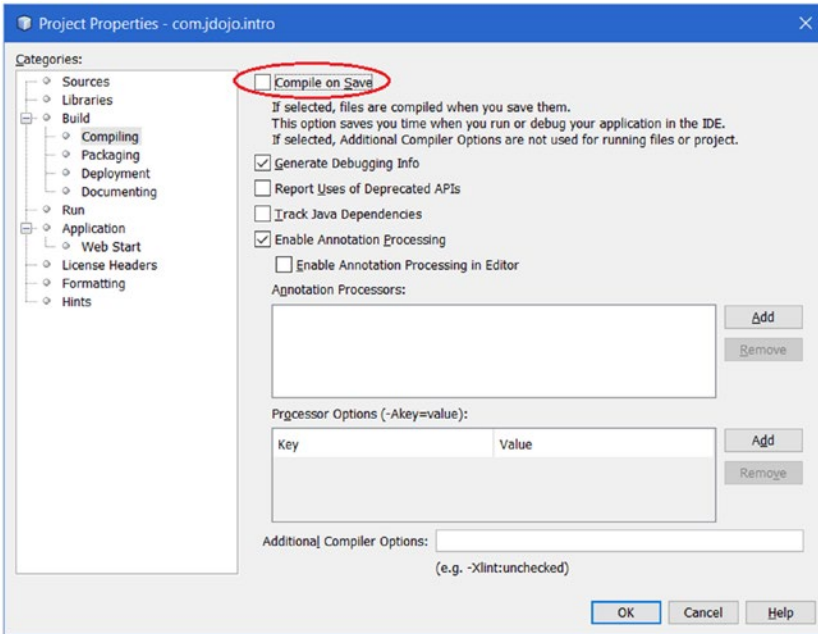 Project Properties - com.jdojo.intro
Categories:
Sources
Libraries
Build
Compiling
Packaging
Deployment
Documenting
Run
Application
Web Start
License Headers
Formatting
Hints
Compile on Save
If selected, files are compiled when you save them.
This option saves you time when you run or debug your application in the IDE.
If selected, Additional Compiler Options are not used for running files or project.
Generate Debugging Info
Report Uses of Deprecated APIs
Track Java Dependencies
Enable Annotation Processing
Enable Annotation Processing in Editor
Annotation Processors:
Add
Remove
Processor Options (-Akey=value):
Key Value
Add
Remove
Additional Compiler Options:
(e.g. -Xlint:unchecked)
OK Cancel Help